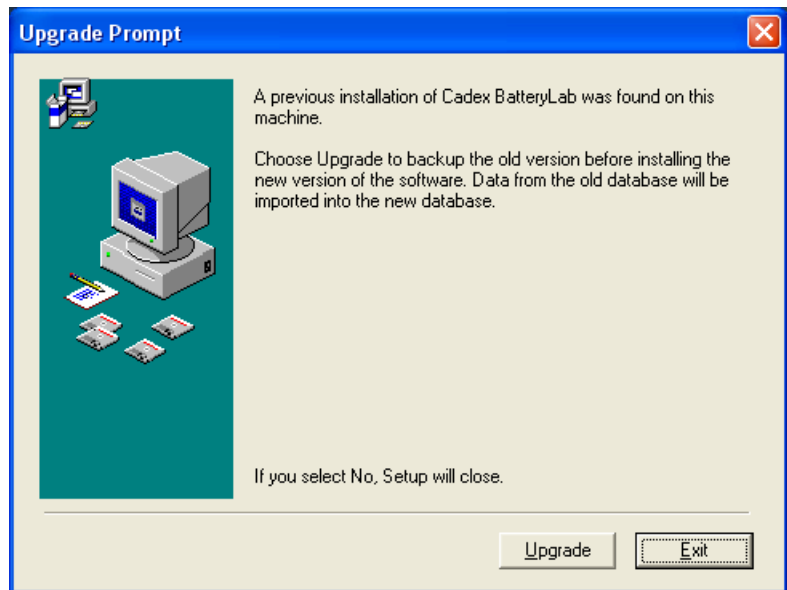 Upgrade Prompt
A previous installation of Cadex BatteryLab was found on this
machine.
Choose Upgrade to backup the old version before installing the
new version of the software. Data from the old database will be
imported into the new database.
If you select No, Setup will close.
Upgrade
Exit